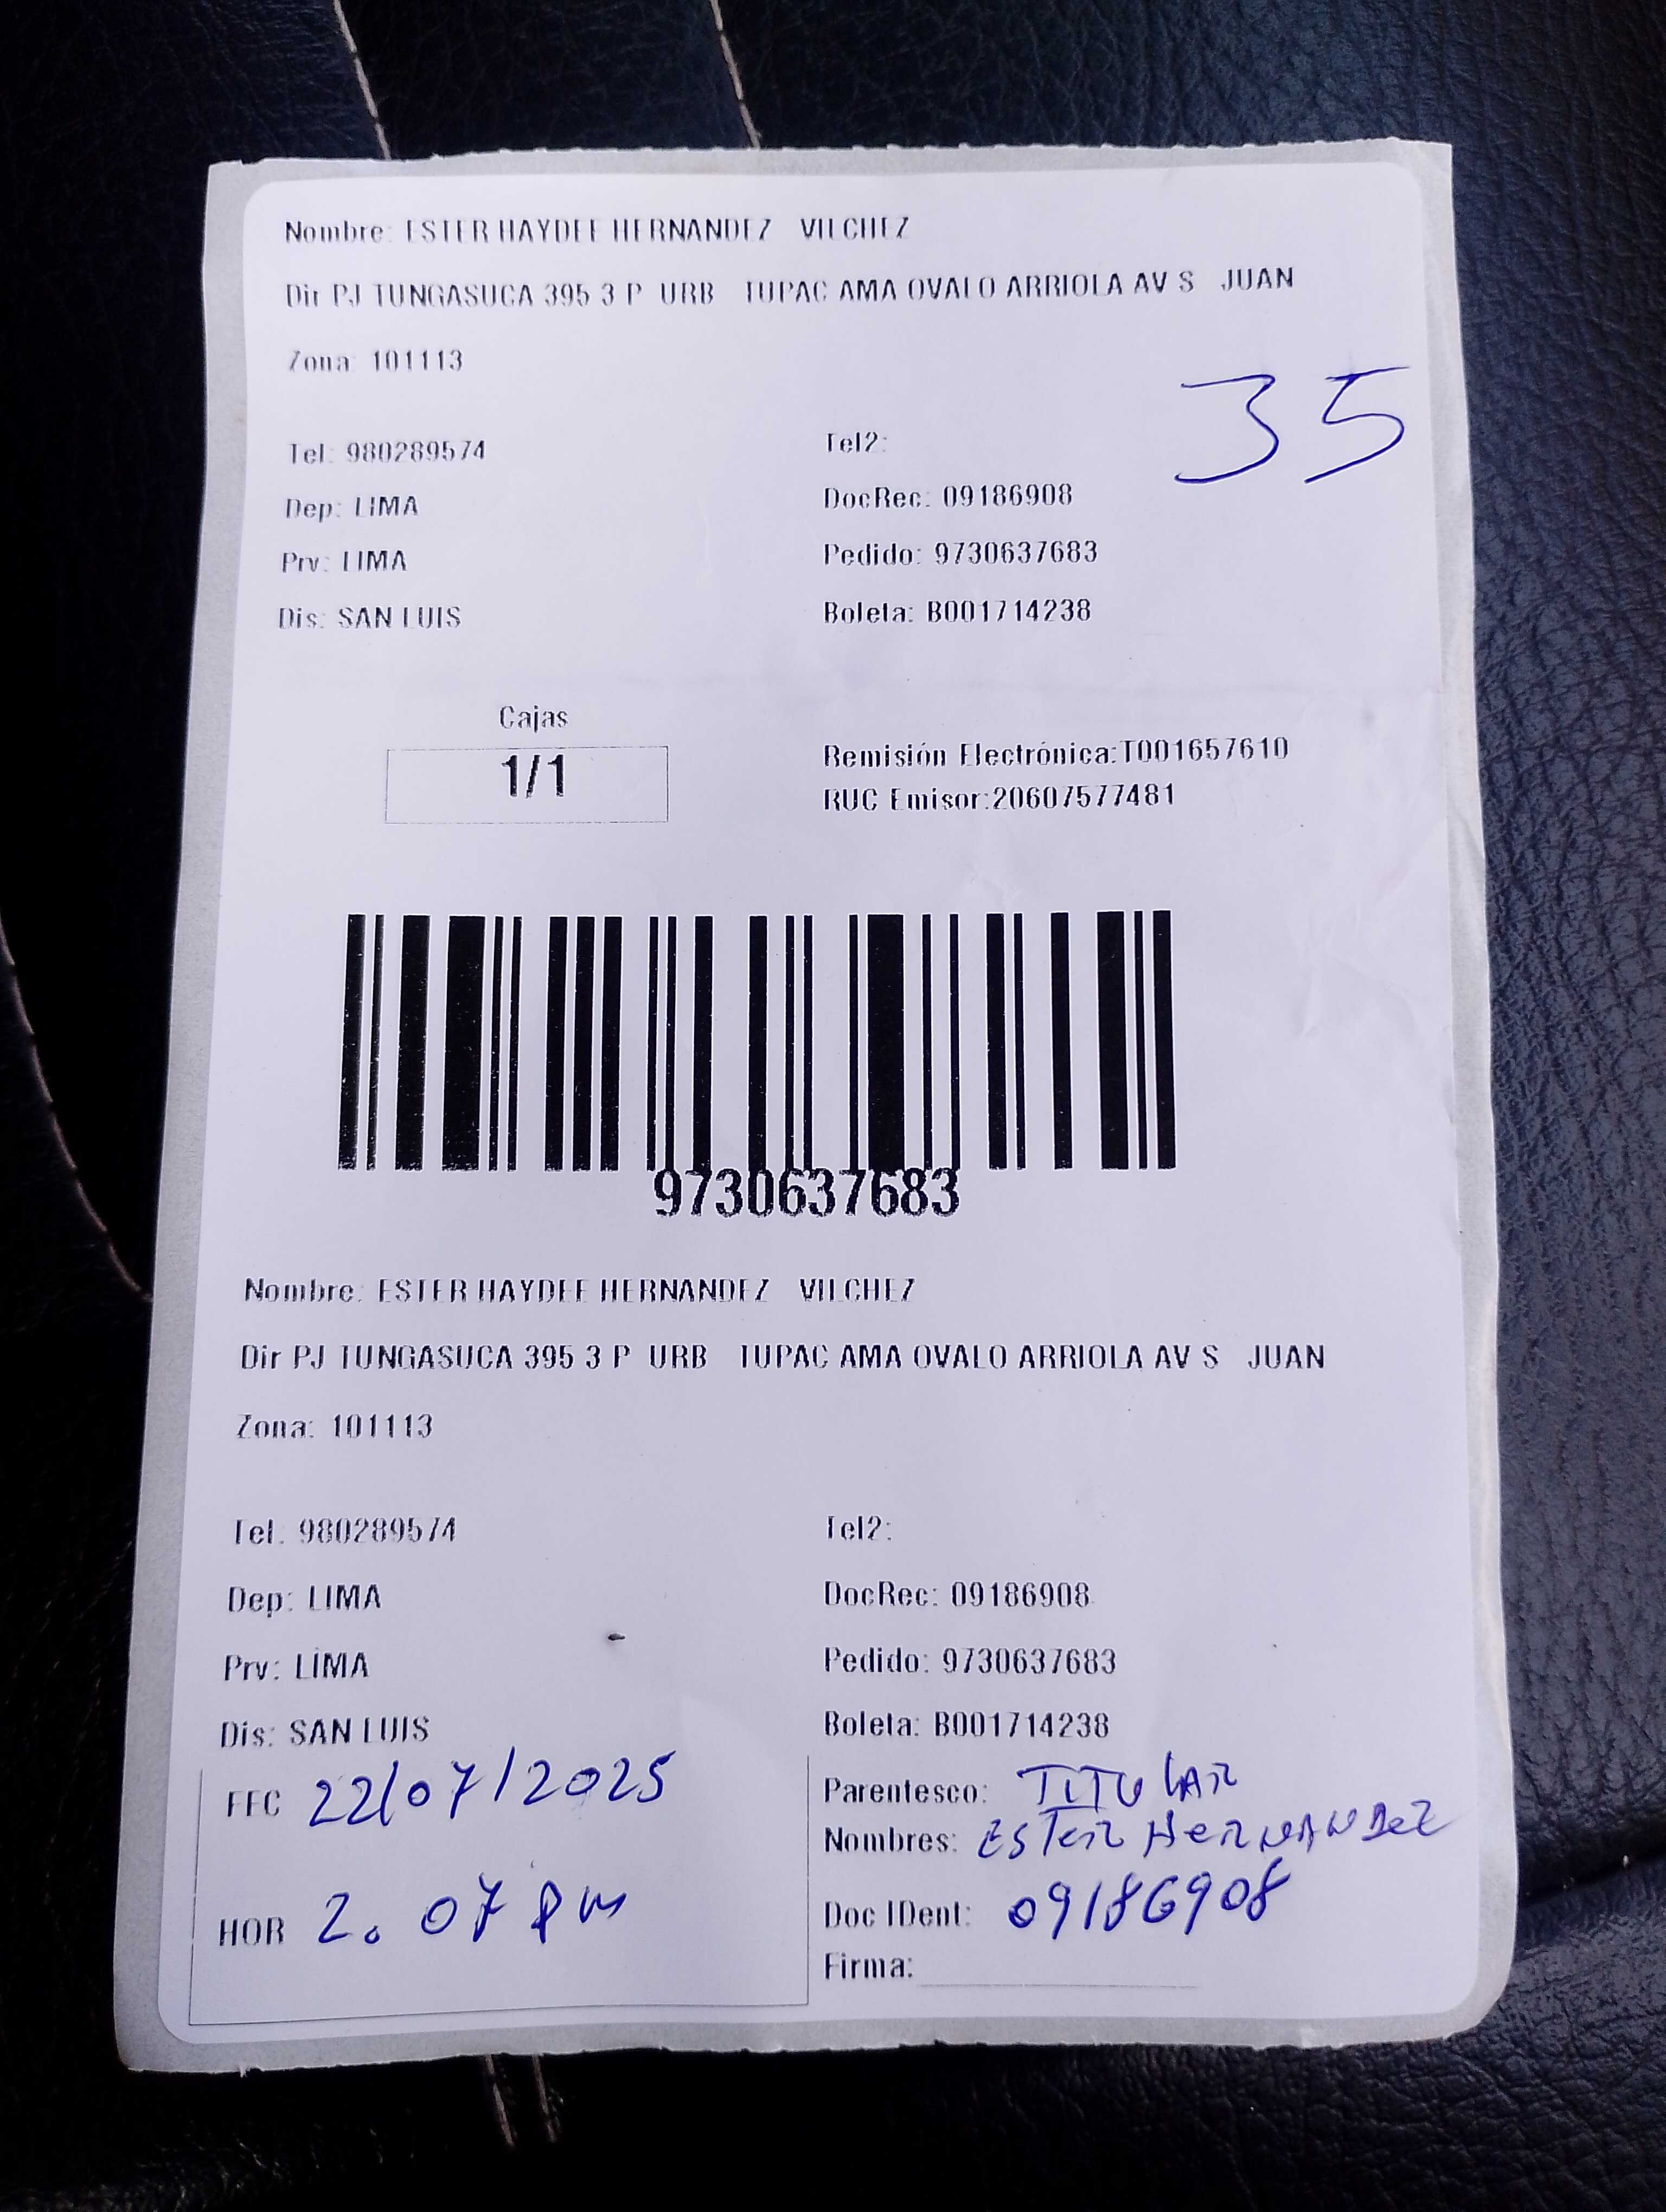 Nombre: ESTER HAYDEE HERNANDEZ VILCHEZ
Dir PJ TUNGASUCA 395 3 P URB TUPAC AMA OVALO ARRIOLA AV S JUAN
Zona: 101113
35
Tel: 980289574 Tel2:
Dep: LIMA DocRec: 09186908
Prv: LIMA Pedido: 9730637683
Dis: SAN LUIS Boleta: B001714238
Cajas
1/1
Remisión Electrónica:T001657610
RUC Emisor:20607577481
9730637683
Nombre: ESTER HAYDEE HERNANDEZ VILCHEZ
Dir PJ TUNGASUCA 395 3 P URB TUPAC AMA OVALO ARRIOLA AV S JUAN
Zona: 101113
Tel: 980289574 Tel2:
Dep: LIMA DocRec: 09186908
Prv: LIMA Pedido: 9730637683
Dis: SAN LUIS Boleta: B001714238
FEC 22/07/2025
HOR 2.07 PM
Parentesco: TITULAR
Nombres: ESTER HERNANDEZ
Doc IDent: 09186908
Firma: